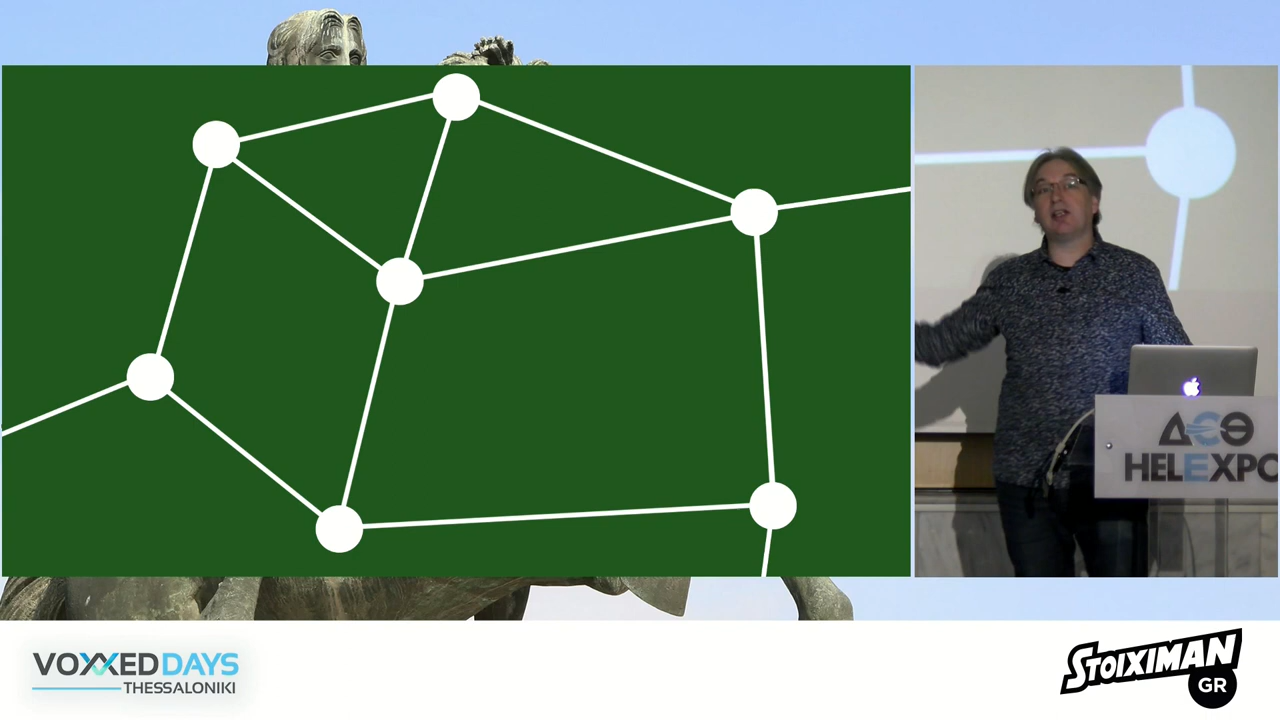 ΔΕΘ
HELEXPO
VOXXEDDAYS
THESSALONIKI
STOIXIMAN
GR